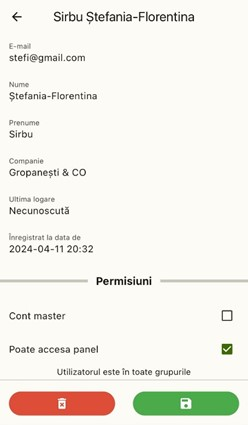 Sirbu Ștefania-Florentina
E-mail
stefi@gmail.com
Nume
Ștefania-Florentina
Prenume
Sirbu
Companie
Gropanești & CO
Ultima logare
Necunoscută
Înregistrat la data de
2024-04-11 20:32
Permisiuni
Cont master
Poate accesa panel
Utilizatorul este în toate grupurile